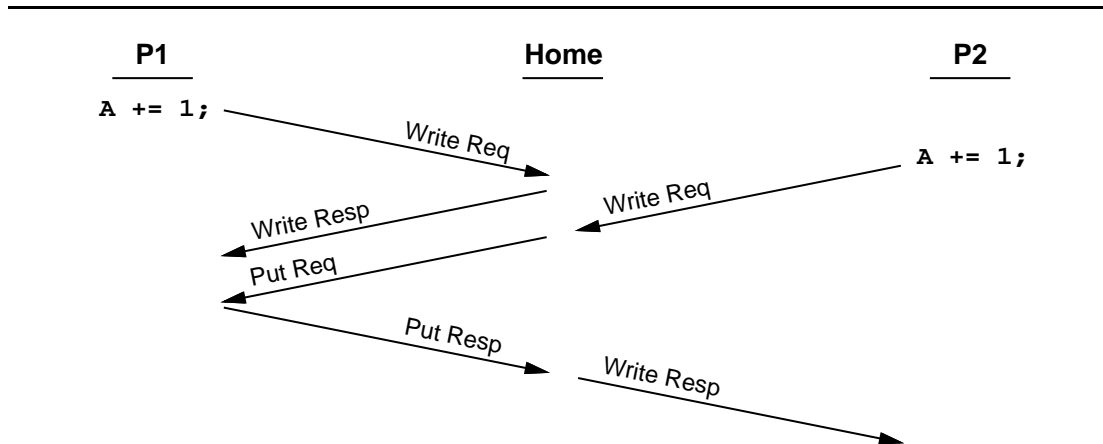 P1 Home P2
A += 1;
Write Req
A += 1;
Write Resp
Write Req
Put Req
Put Resp
Write Resp